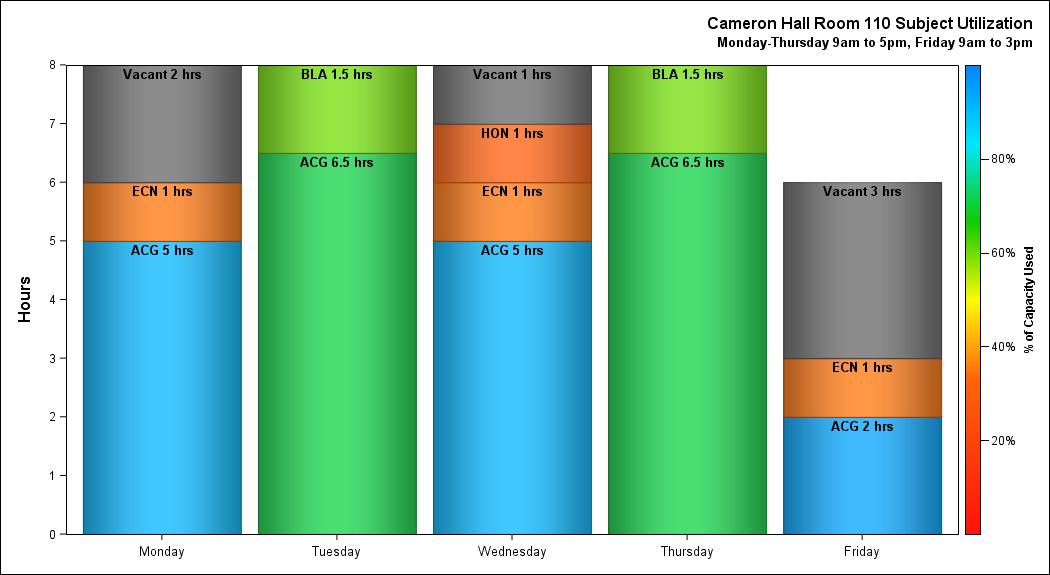 Cameron Hall Room 110 Subject Utilization
Monday-Thursday 9am to 5pm, Friday 9am to 3pm
Hours
8
7
6
5
4
3
2
1
0
Vacant 2 hrs
ECN 1 hrs
ACG 5 hrs
BLA 1.5 hrs
ACG 6.5 hrs
Vacant 1 hrs
HON 1 hrs
ECN 1 hrs
ACG 5 hrs
BLA 1.5 hrs
ACG 6.5 hrs
Vacant 3 hrs
ECN 1 hrs
ACG 2 hrs
Monday
Tuesday
Wednesday
Thursday
Friday
80%
60%
40%
20%
% of Capacity Used